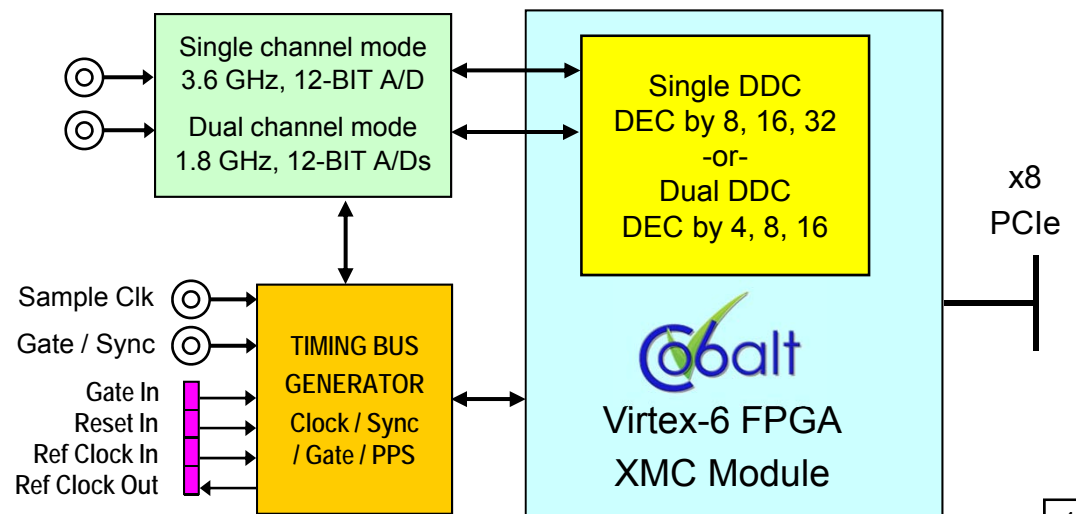 Single channel mode
3.6 GHz, 12-BIT A/D
Dual channel mode
1.8 GHz, 12-BIT A/Ds
Single DDC
DEC by 8, 16, 32
-or-
Dual DDC
DEC by 4, 8, 16
x8
PCIe
Sample Clk
Gate / Sync
Gate In
Reset In
Ref Clock In
Ref Clock Out
TIMING BUS
GENERATOR
Clock / Sync
/ Gate / PPS
Cobalt
Virtex-6 FPGA
XMC Module